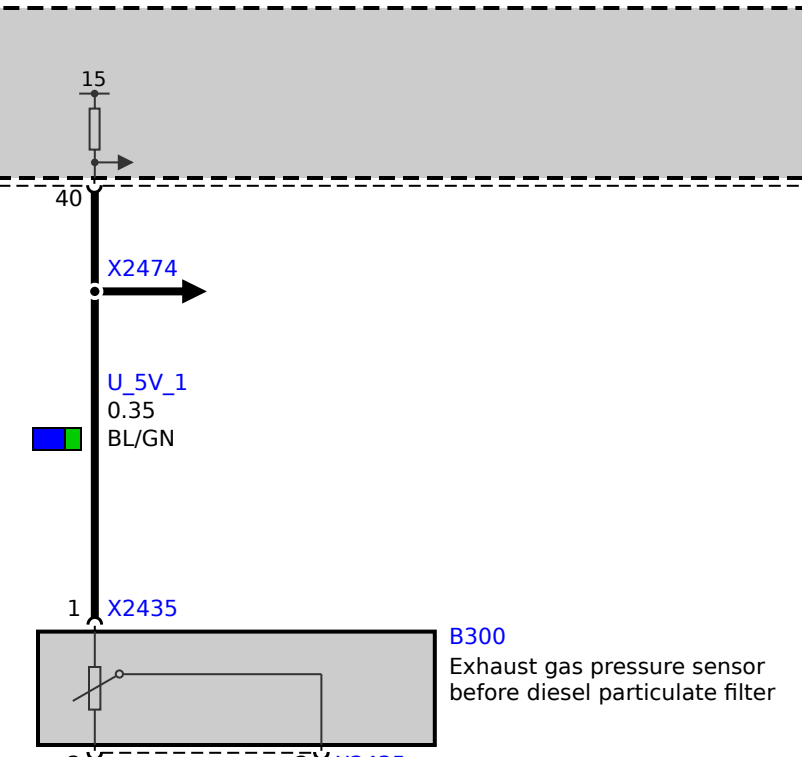 15
40
X2474
U_5V_1
0.35
BL/GN
1 X2435
B300
Exhaust gas pressure sensor
before diesel particulate filter